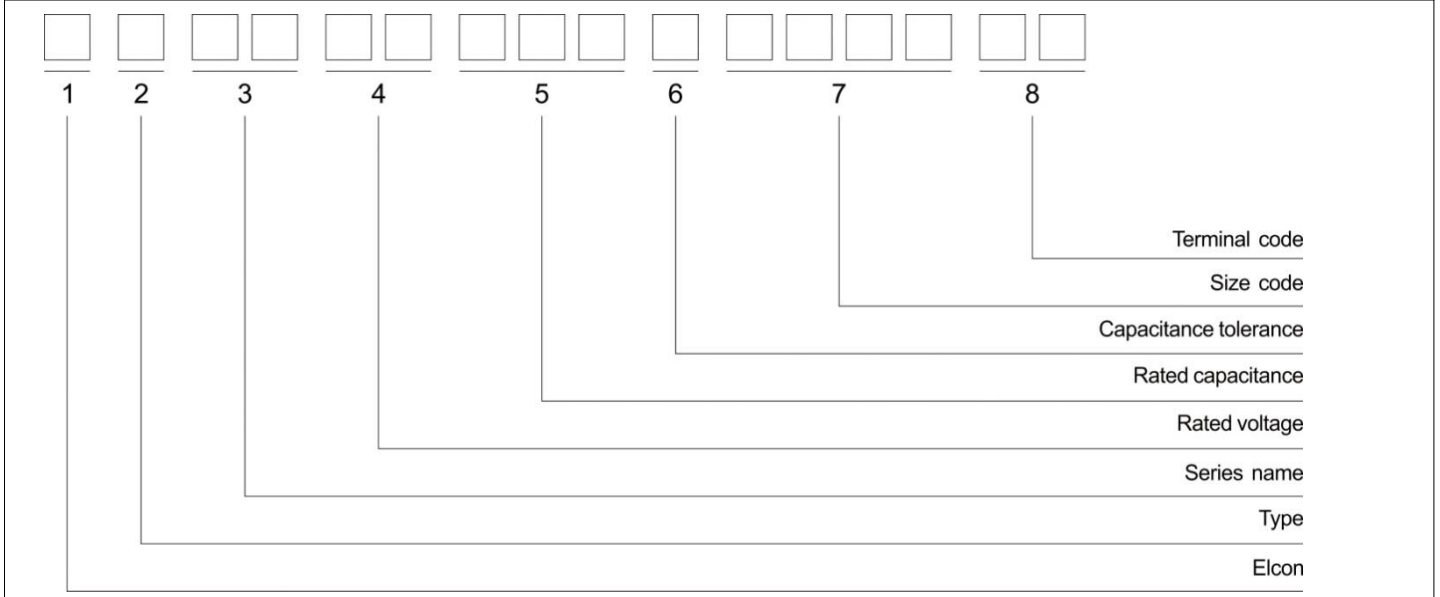 1 2 3 4 5 6 7 8
Terminal code
Size code
Capacitance tolerance
Rated capacitance
Rated voltage
Series name
Type
Elcon